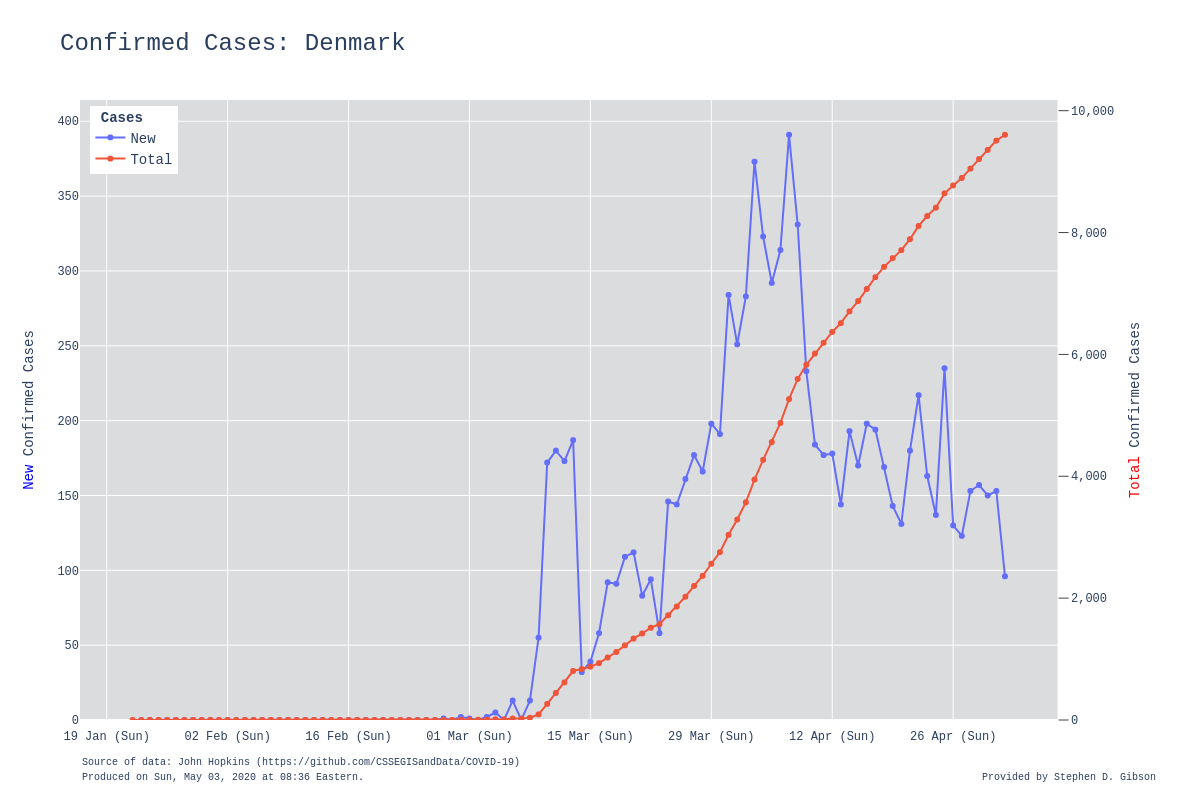 Confirmed Cases: Denmark
Cases
New
Total
400
350
300
250
200
150
100
50
0
10,000
8,000
6,000
4,000
2,000
0
New Confirmed Cases
Total Confirmed Cases
19 Jan (Sun)
02 Feb (Sun)
16 Feb (Sun)
01 Mar (Sun)
15 Mar (Sun)
29 Mar (Sun)
12 Apr (Sun)
26 Apr (Sun)
Source of data: John Hopkins (https://github.com/CSSEGISandData/COVID-19)
Produced on Sun, May 03, 2020 at 08:36 Eastern.
Provided by Stephen D. Gibson